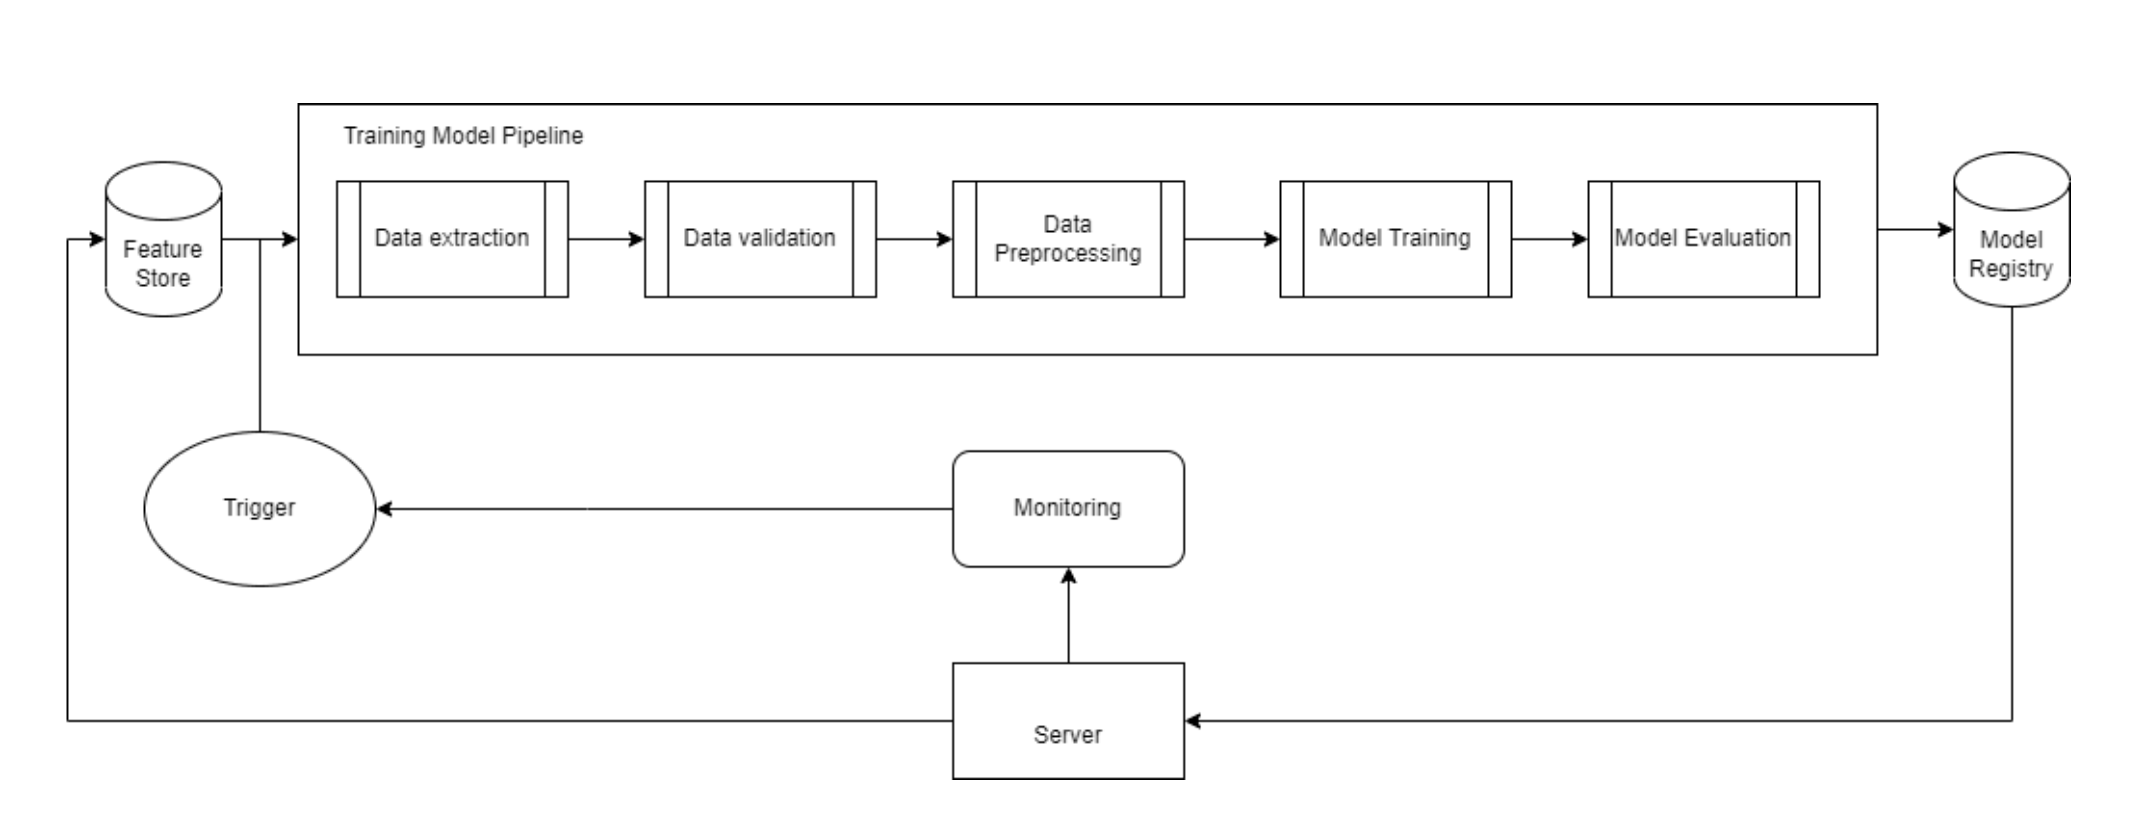 Training Model Pipeline
Feature
Store
Data extraction
Data validation
Data
Preprocessing
Model Training
Model Evaluation
Model
Registry
Trigger
Monitoring
Server